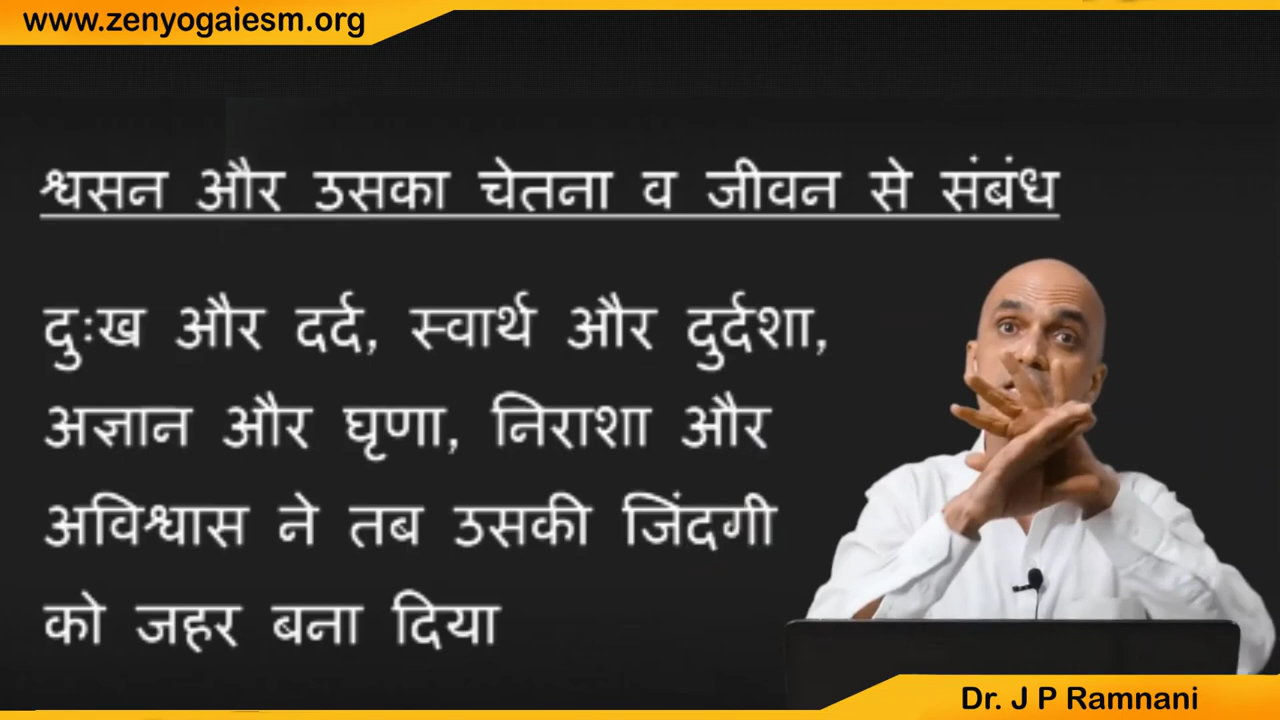 www.zenyogaiesm.org
श्वसन और उसका चेतना व जीवन से संबंध
दुःख और दर्द, स्वार्थ और दुर्दशा,
अज्ञान और घृणा, निराशा और
अविश्वास ने तब उसकी जिंदगी
को जहर बना दिया
Dr. J P Ramnani